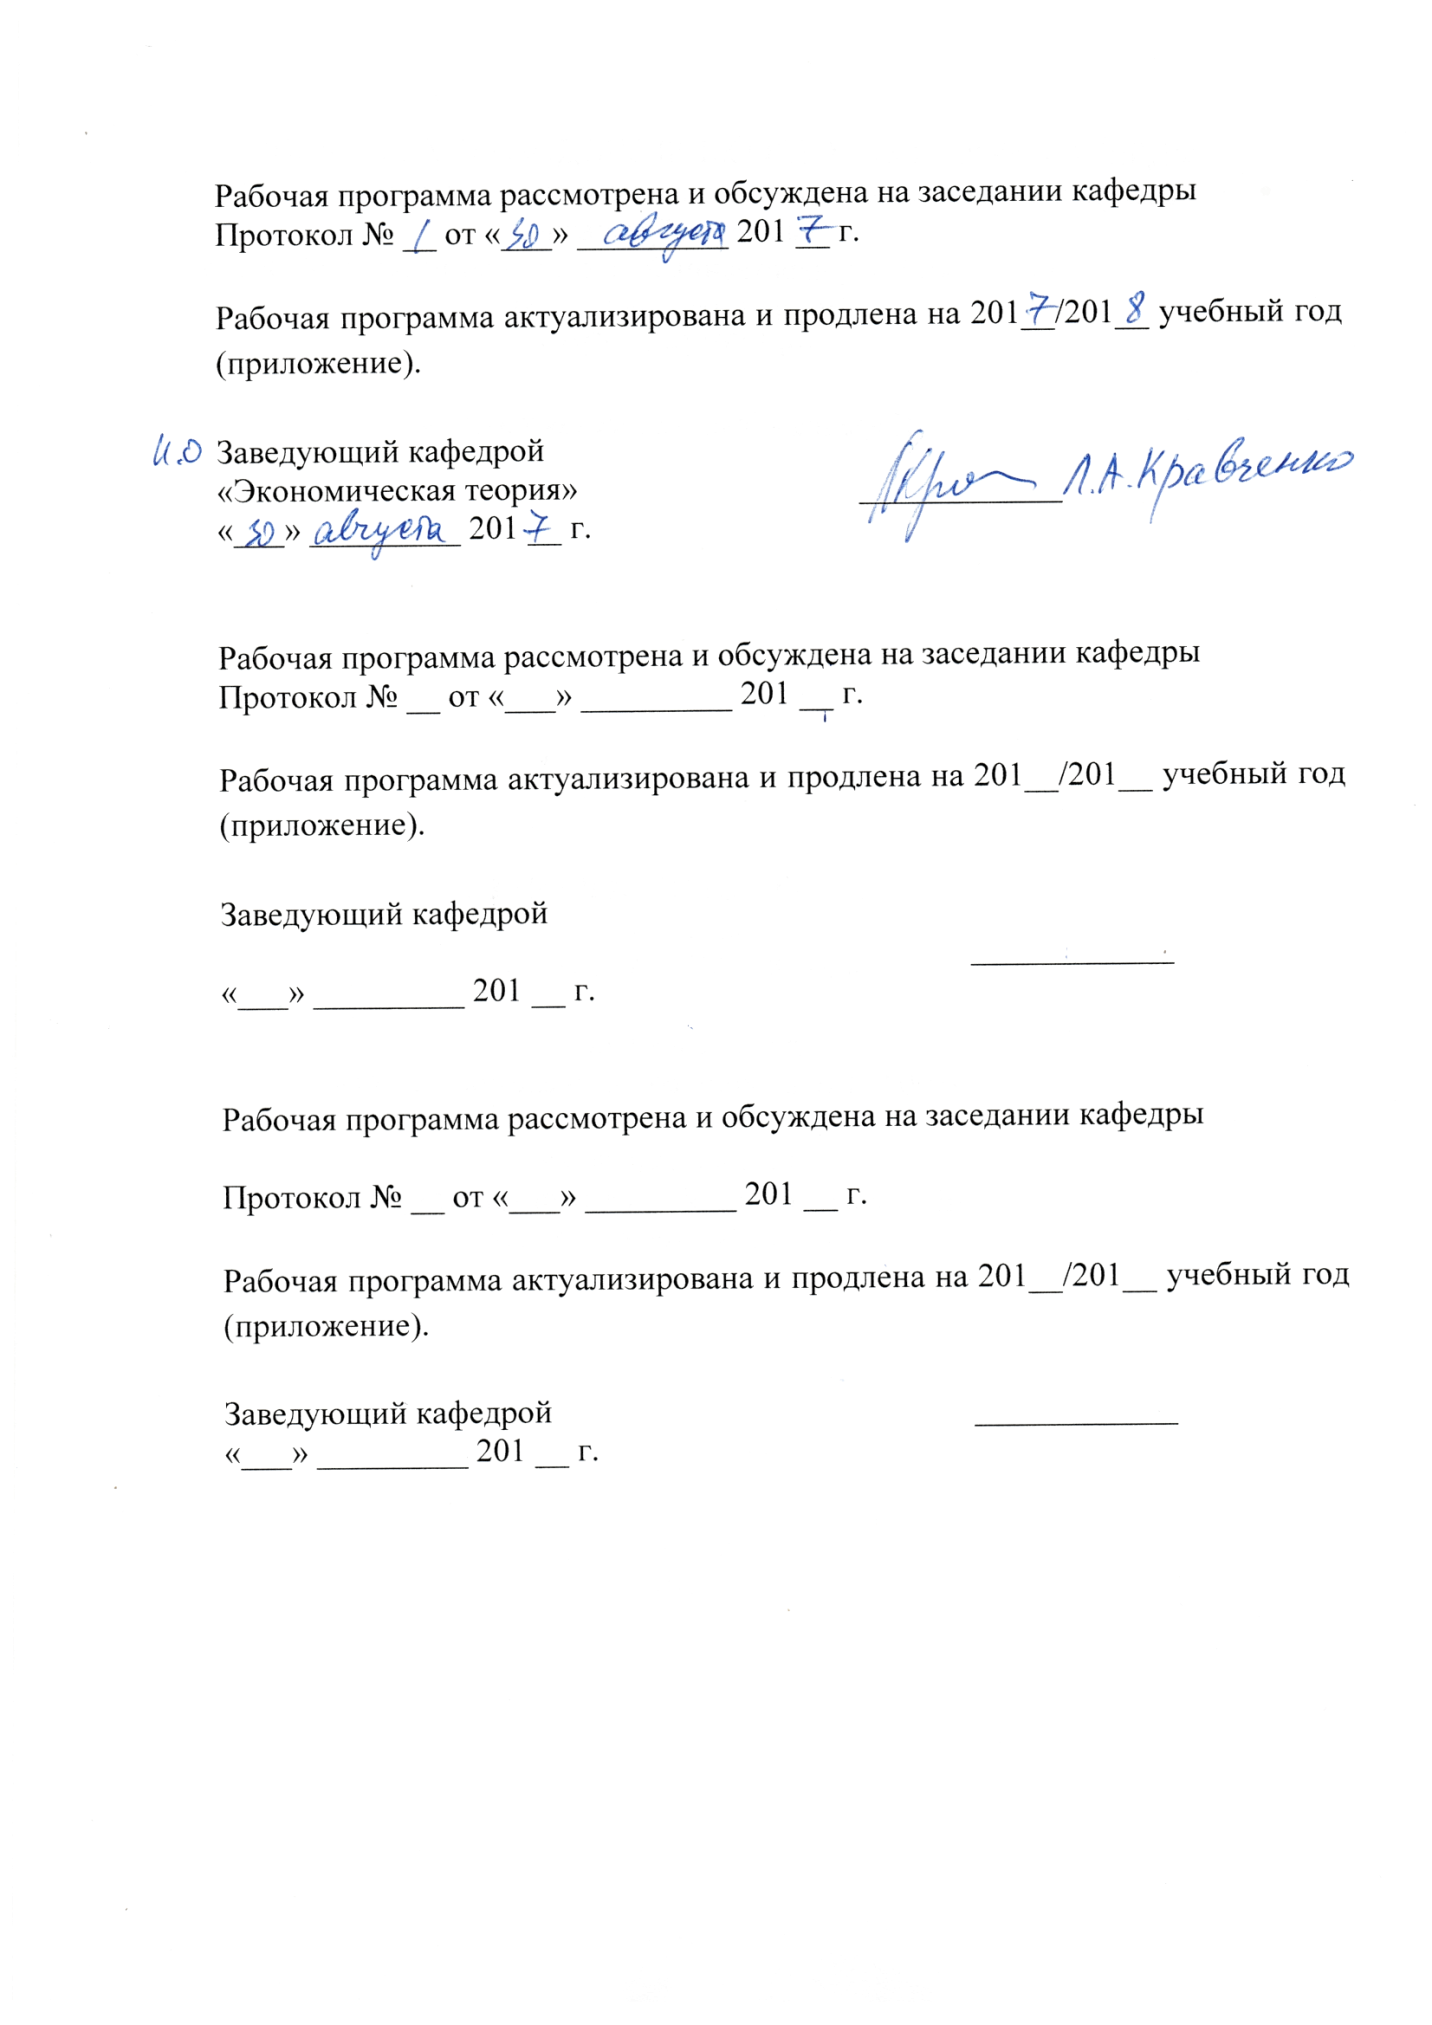 Рабочая программа рассмотрена и обсуждена на заседании кафедры
Протокол № 1 от «30» августа 2017 г.
Рабочая программа актуализирована и продлена на 2017/2018 учебный год
(приложение).
И.О Заведующий кафедрой
«Экономическая теория» Л.А.Кравченко
«30» августа 2017 г.
Рабочая программа рассмотрена и обсуждена на заседании кафедры
Протокол № __ от «___» _________ 201 __ г.
Рабочая программа актуализирована и продлена на 201__/201__ учебный год
(приложение).
Заведующий кафедрой
____________
«___» _________ 201 __ г.
Рабочая программа рассмотрена и обсуждена на заседании кафедры
Протокол № __ от «___» _________ 201 __ г.
Рабочая программа актуализирована и продлена на 201__/201__ учебный год
(приложение).
Заведующий кафедрой ____________
«___» _________ 201 __ г.